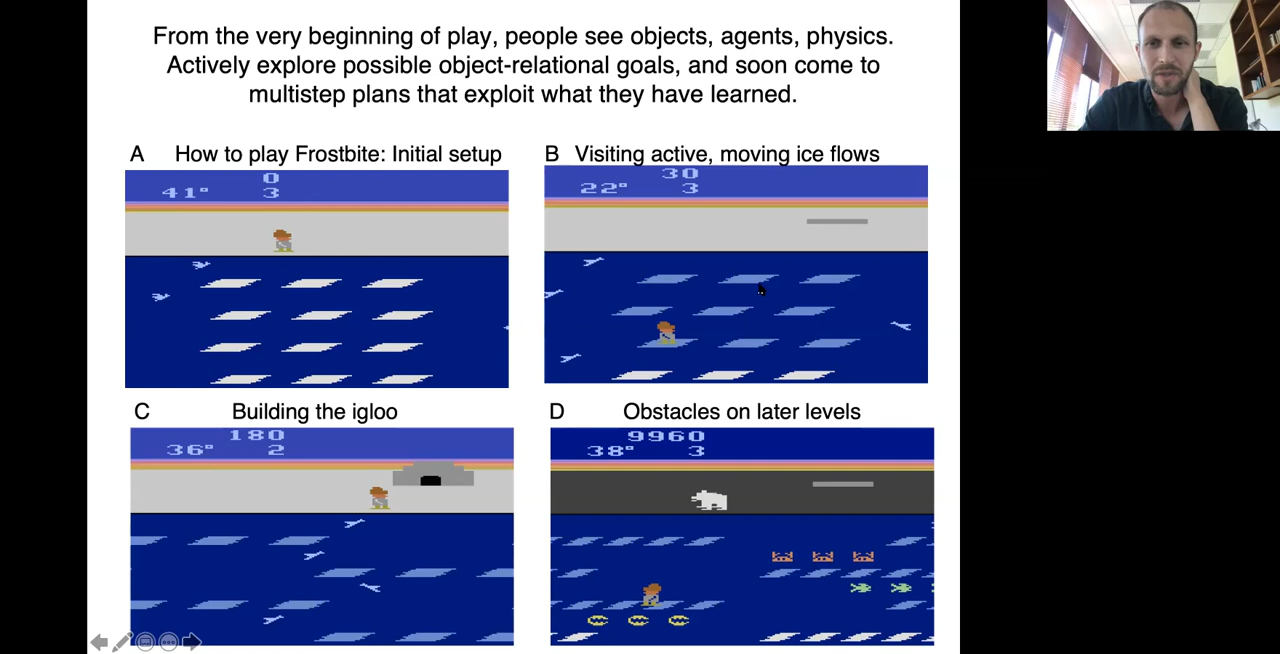 From the very beginning of play, people see objects, agents, physics.
Actively explore possible object-relational goals, and soon come to
multistep plans that exploit what they have learned.
A How to play Frostbite: Initial setup
0
41° 3
B Visiting active, moving ice flows
30
22° 3
C Building the igloo
180
36° 2
D Obstacles on later levels
9960
38° 3